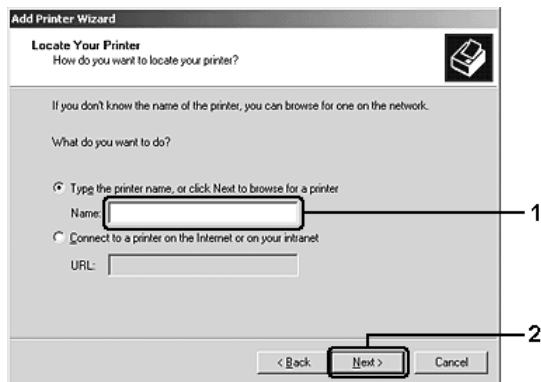 Add Printer Wizard
Locate Your Printer
How do you want to locate your printer?
If you don't know the name of the printer, you can browse for one on the network.
What do you want to do?
Type the printer name, or click Next to browse for a printer
Name:
1
Connect to a printer on the Internet or on your intranet
URL:
2
< Back
Next >
Cancel